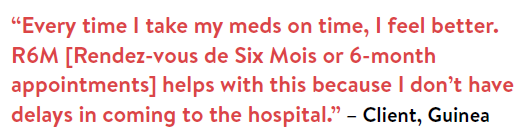 “Every time I take my meds on time, I feel better.
R6M [Rendez-vous de Six Mois or 6-month
appointments] helps with this because I don’t have
delays in coming to the hospital.” – Client, Guinea